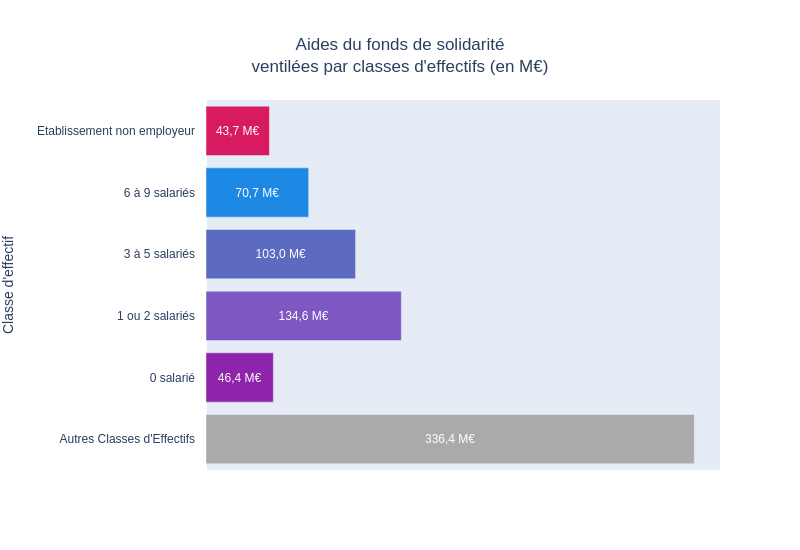 Aides du fonds de solidarité
ventilées par classes d'effectifs (en M€)
Classe d'effectif
Etablissement non employeur
43,7 M€
6 à 9 salariés
70,7 M€
3 à 5 salariés
103,0 M€
1 ou 2 salariés
134,6 M€
0 salarié
46,4 M€
Autres Classes d'Effectifs
336,4 M€